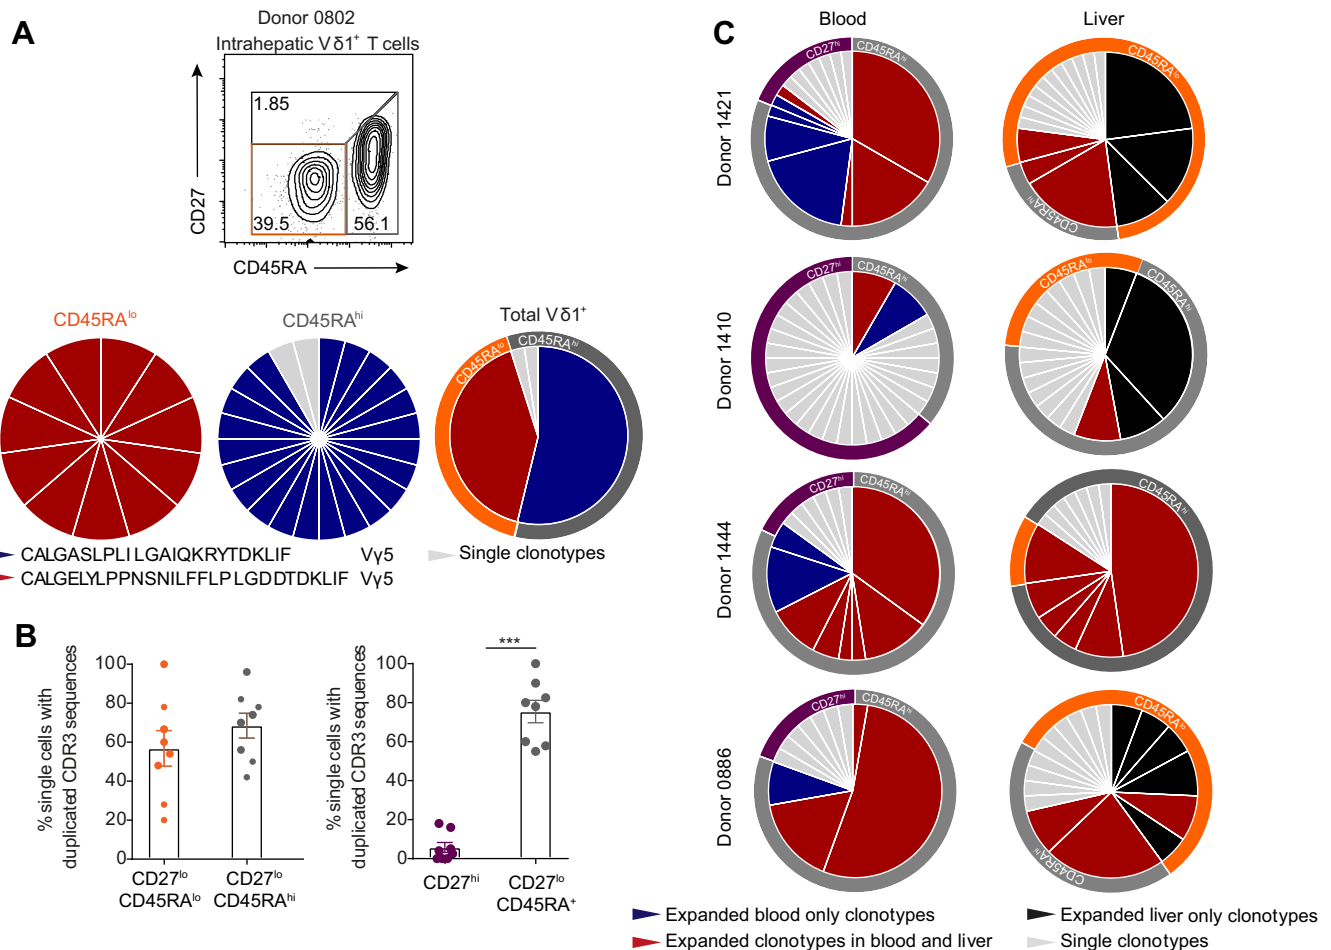 A
Donor 0802
Intrahepatic Vδ1⁺ T cells
1.85
39.5
56.1
CD27
CD45RA
CD45RAˡᵒ
CD45RAʰⁱ
Total Vδ1⁺
CD45RAˡᵒ
CD45RAʰⁱ
CALGASLPLILGAIQKRYTDKLIF Vγ5
CALGELYLPPNSNILFFLPLGDDTDKLIF Vγ5
Single clonotypes
B
% single cells with
duplicated CDR3 sequences
100
80
60
40
20
0
CD27ˡᵒ
CD45RAˡᵒ
CD27ˡᵒ
CD45RAʰⁱ
% single cells with
duplicated CDR3 sequences
100
80
60
40
20
0
***
CD27ʰⁱ
CD27ˡᵒ
CD45RA⁺
C
Blood
Liver
Donor 1421
CD27ʰⁱ
CD45RAʰⁱ
CD45RAˡᵒ
CD45RAʰⁱ
Donor 1410
CD27ʰⁱ
CD45RAʰⁱ
CD45RAˡᵒ
CD45RAʰⁱ
Donor 1444
CD27ʰⁱ
CD45RAʰⁱ
CD45RAʰⁱ
Donor 0886
CD27ʰⁱ
CD45RAʰⁱ
CD45RAˡᵒ
CD45RAʰⁱ
Expanded blood only clonotypes
Expanded clonotypes in blood and liver
Expanded liver only clonotypes
Single clonotypes